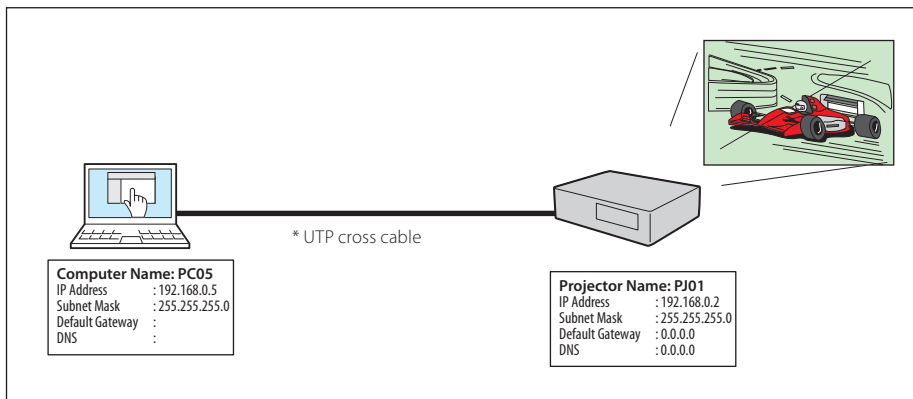 * UTP cross cable
Computer Name: PC05
IP Address : 192.168.0.5
Subnet Mask : 255.255.255.0
Default Gateway :
DNS :
Projector Name: PJ01
IP Address : 192.168.0.2
Subnet Mask : 255.255.255.0
Default Gateway : 0.0.0.0
DNS : 0.0.0.0